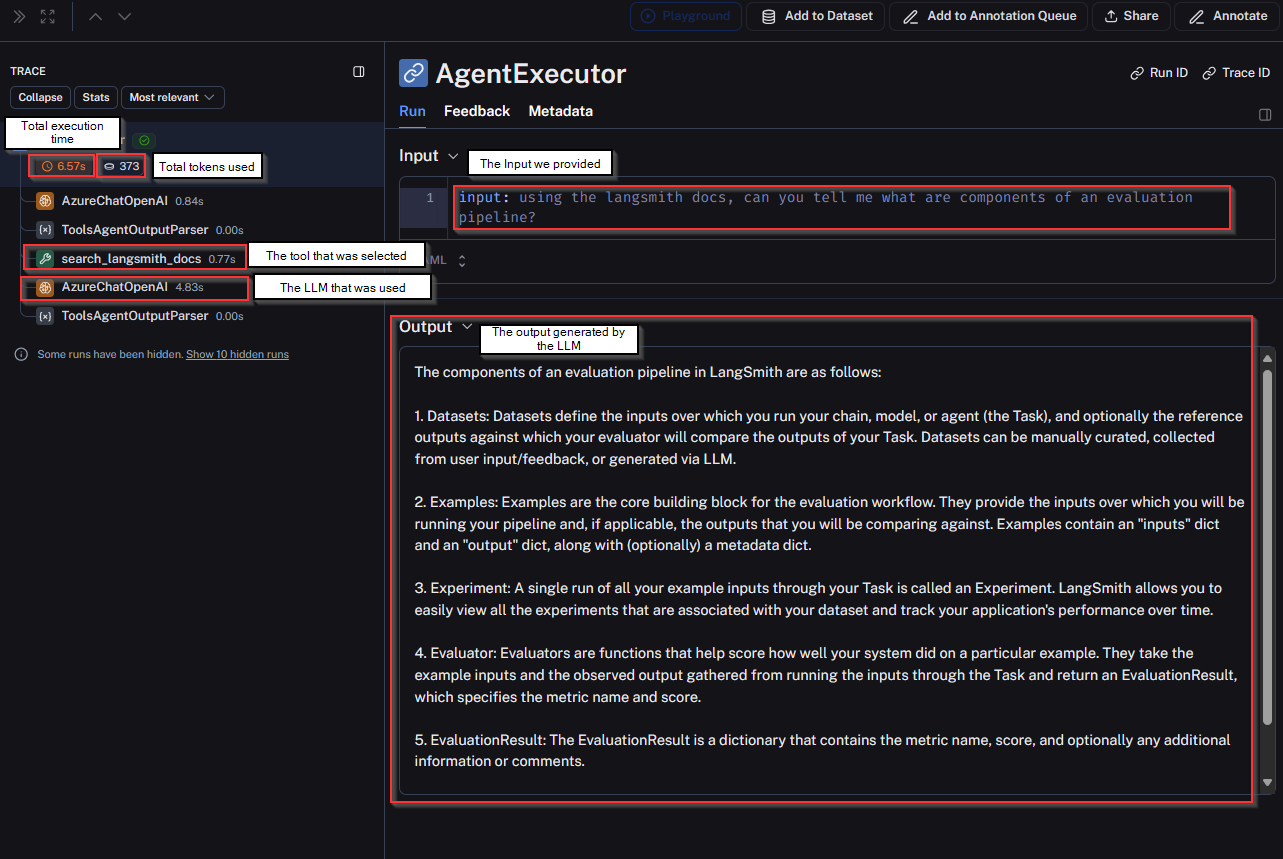 Playground
Add to Dataset
Add to Annotation Queue
Share
Annotate
TRACE
Collapse
Stats
Most relevant
Total execution
time
6.57s
373
Total tokens used
AzureChatOpenAI 0.84s
ToolsAgentOutputParser 0.00s
search_langsmith_docs 0.77s
The tool that was selected
AzureChatOpenAI 4.83s
The LLM that was used
ToolsAgentOutputParser 0.00s
Some runs have been hidden. Show 10 hidden runs
AgentExecutor
Run ID
Trace ID
Run
Feedback
Metadata
Input
The Input we provided
1
input: using the langsmith docs, can you tell me what are components of an evaluation
pipeline?
Output
The output generated by
the LLM
The components of an evaluation pipeline in LangSmith are as follows:
1. Datasets: Datasets define the inputs over which you run your chain, model, or agent (the Task), and optionally the reference
outputs against which your evaluator will compare the outputs of your Task. Datasets can be manually curated, collected
from user input/feedback, or generated via LLM.
2. Examples: Examples are the core building block for the evaluation workflow. They provide the inputs over which you will be
running your pipeline and, if applicable, the outputs that you will be comparing against. Examples contain an "inputs" dict
and an "output" dict, along with (optionally) a metadata dict.
3. Experiment: A single run of all your example inputs through your Task is called an Experiment. LangSmith allows you to
easily view all the experiments that are associated with your dataset and track your application's performance over time.
4. Evaluator: Evaluators are functions that help score how well your system did on a particular example. They take the
example inputs and the observed output gathered from running the inputs through the Task and return an EvaluationResult,
which specifies the metric name and score.
5. EvaluationResult: The EvaluationResult is a dictionary that contains the metric name, score, and optionally any additional
information or comments.